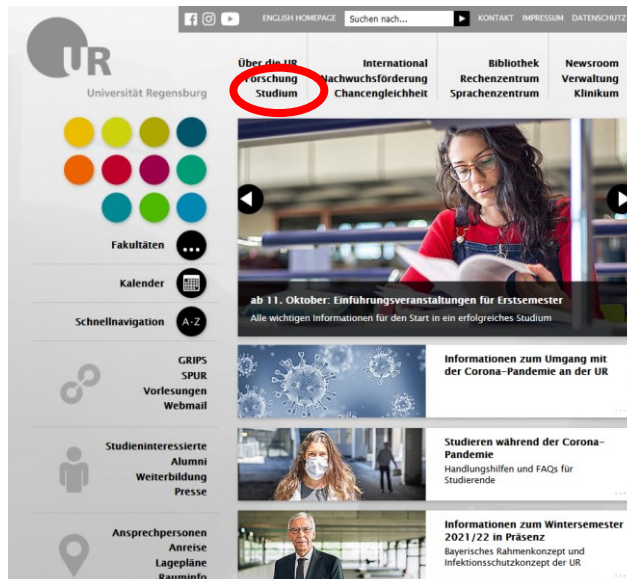 ENGLISH HOMEPAGE
Suchen nach...
KONTAKT IMPRESSUM DATENSCHUTZ
UR
Universität Regensburg
Über die UR
Forschung
Studium
International
Nachwuchsförderung
Chancengleichheit
Bibliothek
Rechenzentrum
Sprachenzentrum
Newsroom
Verwaltung
Klinikum
Fakultäten
Kalender
Schnellnavigation
A-Z
ab 11. Oktober: Einführungsveranstaltungen für Erstsemester
Alle wichtigen Informationen für den Start in ein erfolgreiches Studium
GRIPS
SPUR
Vorlesungen
Webmail
Informationen zum Umgang mit
der Corona-Pandemie an der UR
...
Studieninteressierte
Alumni
Weiterbildung
Presse
Studieren während der Corona-
Pandemie
Handlungshilfen und FAQs für
Studierende
...
Ansprechpersonen
Anreise
Lagepläne
Rauminfo
Informationen zum Wintersemester
2021/22 in Präsenz
Bayerisches Rahmenkonzept und
Infektionsschutzkonzept der UR
...